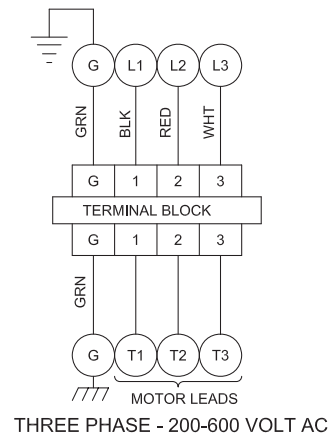 G L1 L2 L3
GRN BLK RED WHT
G 1 2 3
TERMINAL BLOCK
G 1 2 3
GRN
G T1 T2 T3
MOTOR LEADS
THREE PHASE - 200-600 VOLT AC